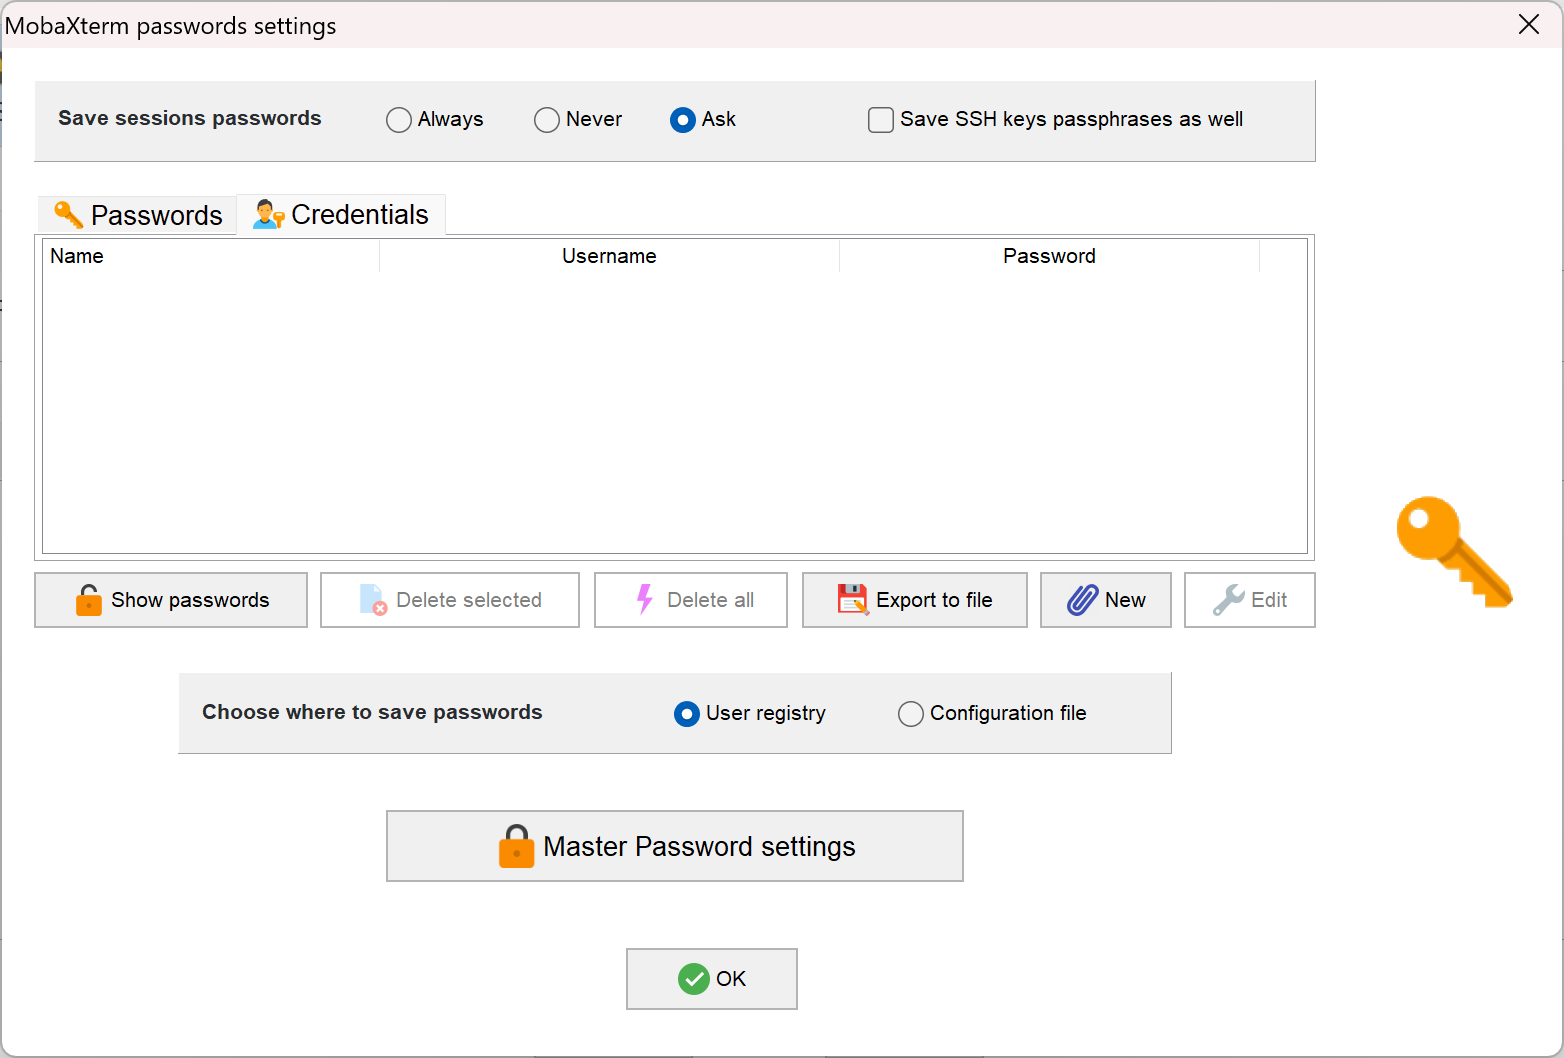 MobaXterm passwords settings
Save sessions passwords Always Never Ask Save SSH keys passphrases as well
Passwords Credentials
Name Username Password
Show passwords Delete selected Delete all Export to file New Edit
Choose where to save passwords User registry Configuration file
Master Password settings
OK